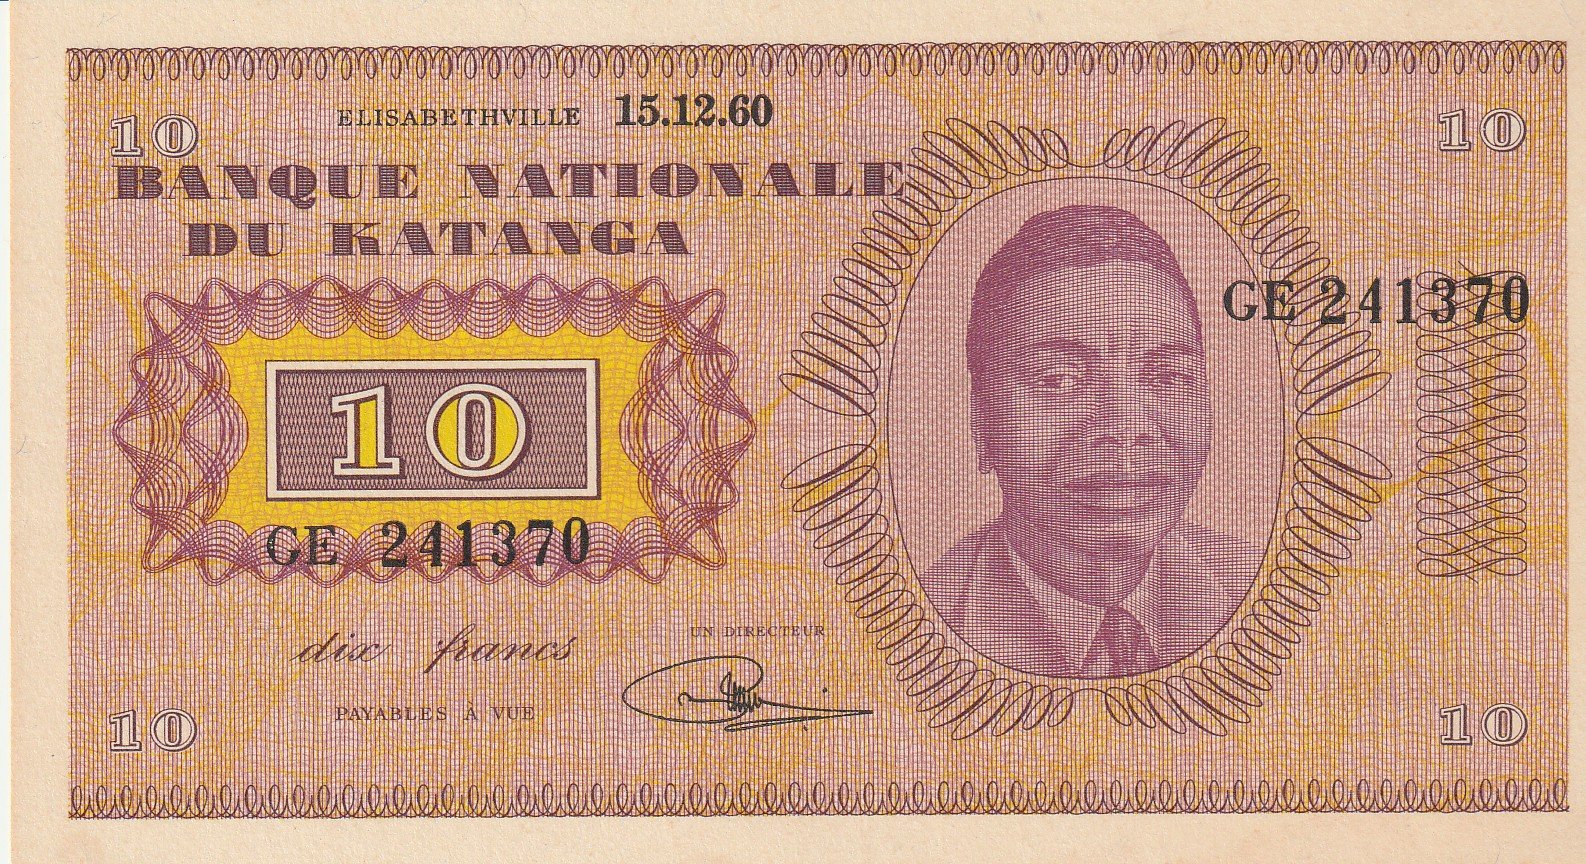 ELISABETHVILLE 15.12.60
10 10
BANQUE NATIONALE
DU KATANGA
GE 241370
10
GE 241370
dix francs
UN DIRECTEUR
PAYABLES À VUE
10 10